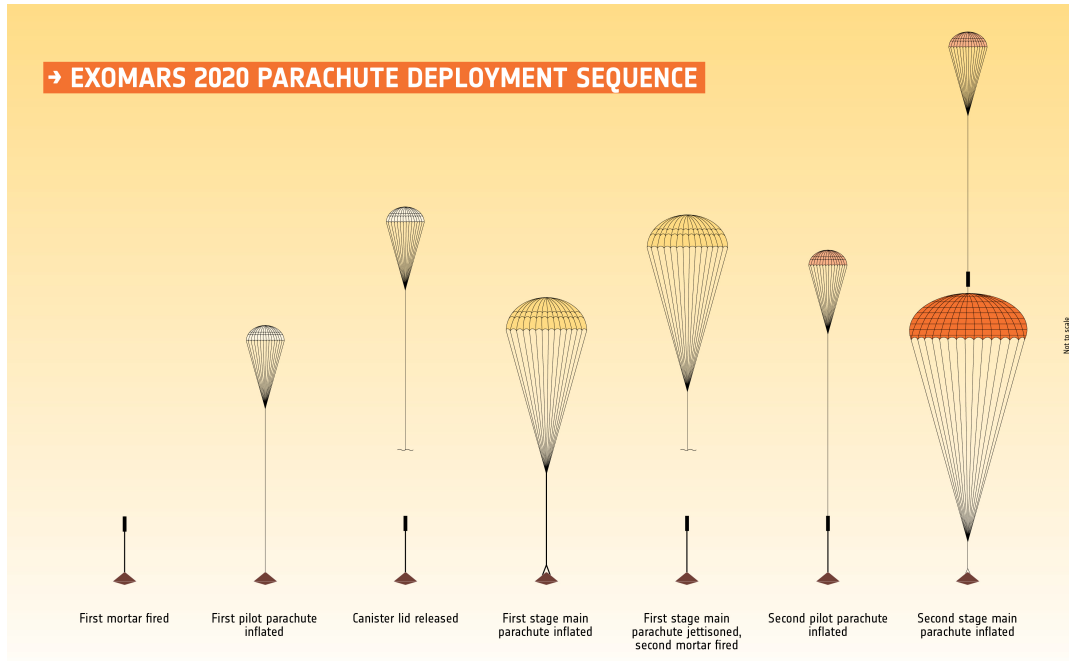 → EXOMARS 2020 PARACHUTE DEPLOYMENT SEQUENCE
Not to scale
First mortar fired
First pilot parachute
inflated
Canister lid released
First stage main
parachute inflated
First stage main
parachute jettisoned,
second mortar fired
Second pilot parachute
inflated
Second stage main
parachute inflated